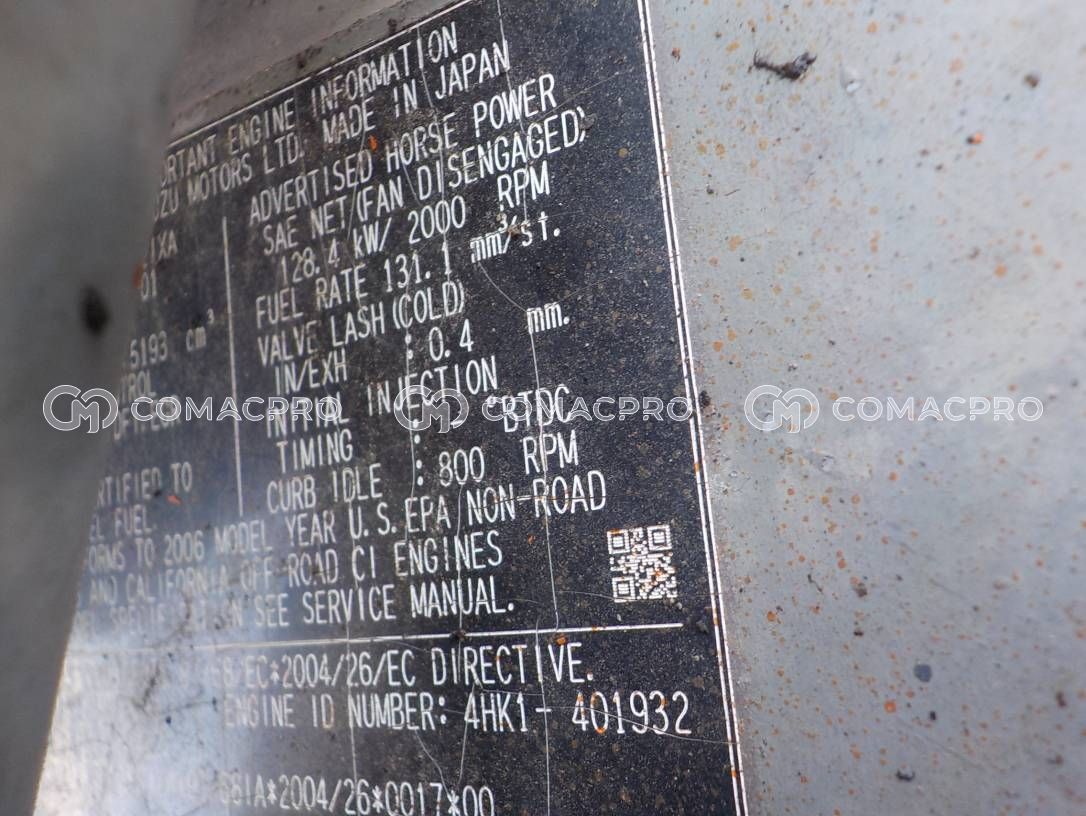 ENGINE INFORMATION
MOTORS LTD. MADE IN JAPAN
ADVERTISED HORSE POWER
SAE NET/(FAN DISENGAGED)
128.4 kW/ 2000 RPM
FUEL RATE 131.1 mm³/st.
VALVE LASH(COLD)
5193 cm³
IN/EXH : 0.4 mm.
INITIAL INJECTION
TIMING : °BTDC
CURB IDLE : 800 RPM
TO
FUEL
TO 2006 MODEL YEAR U.S.EPA NON-ROAD
AND CALIFORNIA OFF-ROAD CI ENGINES
SEE SERVICE MANUAL.
EC*2004/26/EC DIRECTIVE.
ENGINE ID NUMBER: 4HK1- 401932
2004/26*0017*00
CM COMACPRO CM COMACPRO CM COMACPRO